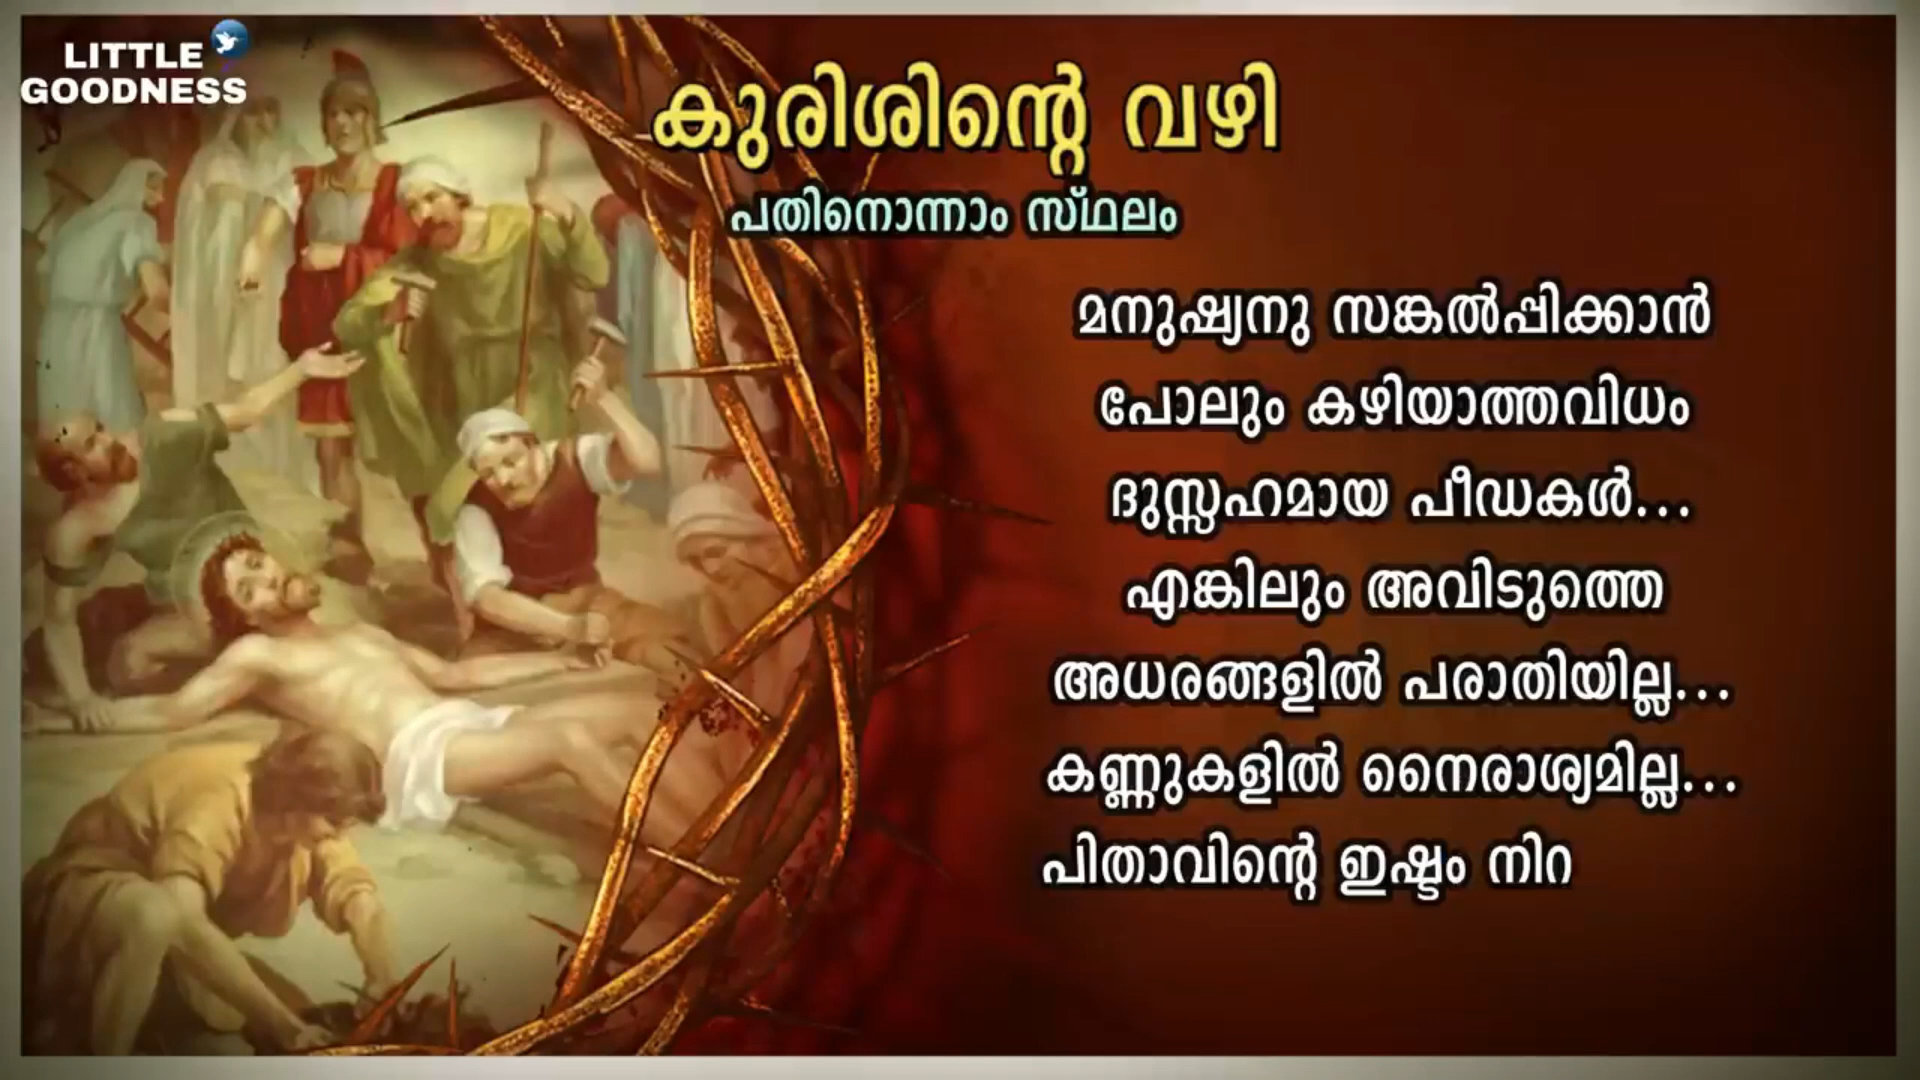 LITTLE
GOODNESS
കുരിശിന്റെ വഴി
പതിനൊന്നാം സ്ഥലം
മനുഷ്യനു സങ്കൽപ്പിക്കാൻ
പോലും കഴിയാത്തവിധം
ദുസ്സഹമായ പീഡകൾ...
എങ്കിലും അവിടുത്തെ
അധരങ്ങളിൽ പരാതിയില്ല...
കണ്ണുകളിൽ നൈരാശ്യമില്ല...
പിതാവിന്റെ ഇഷ്ടം നിറ